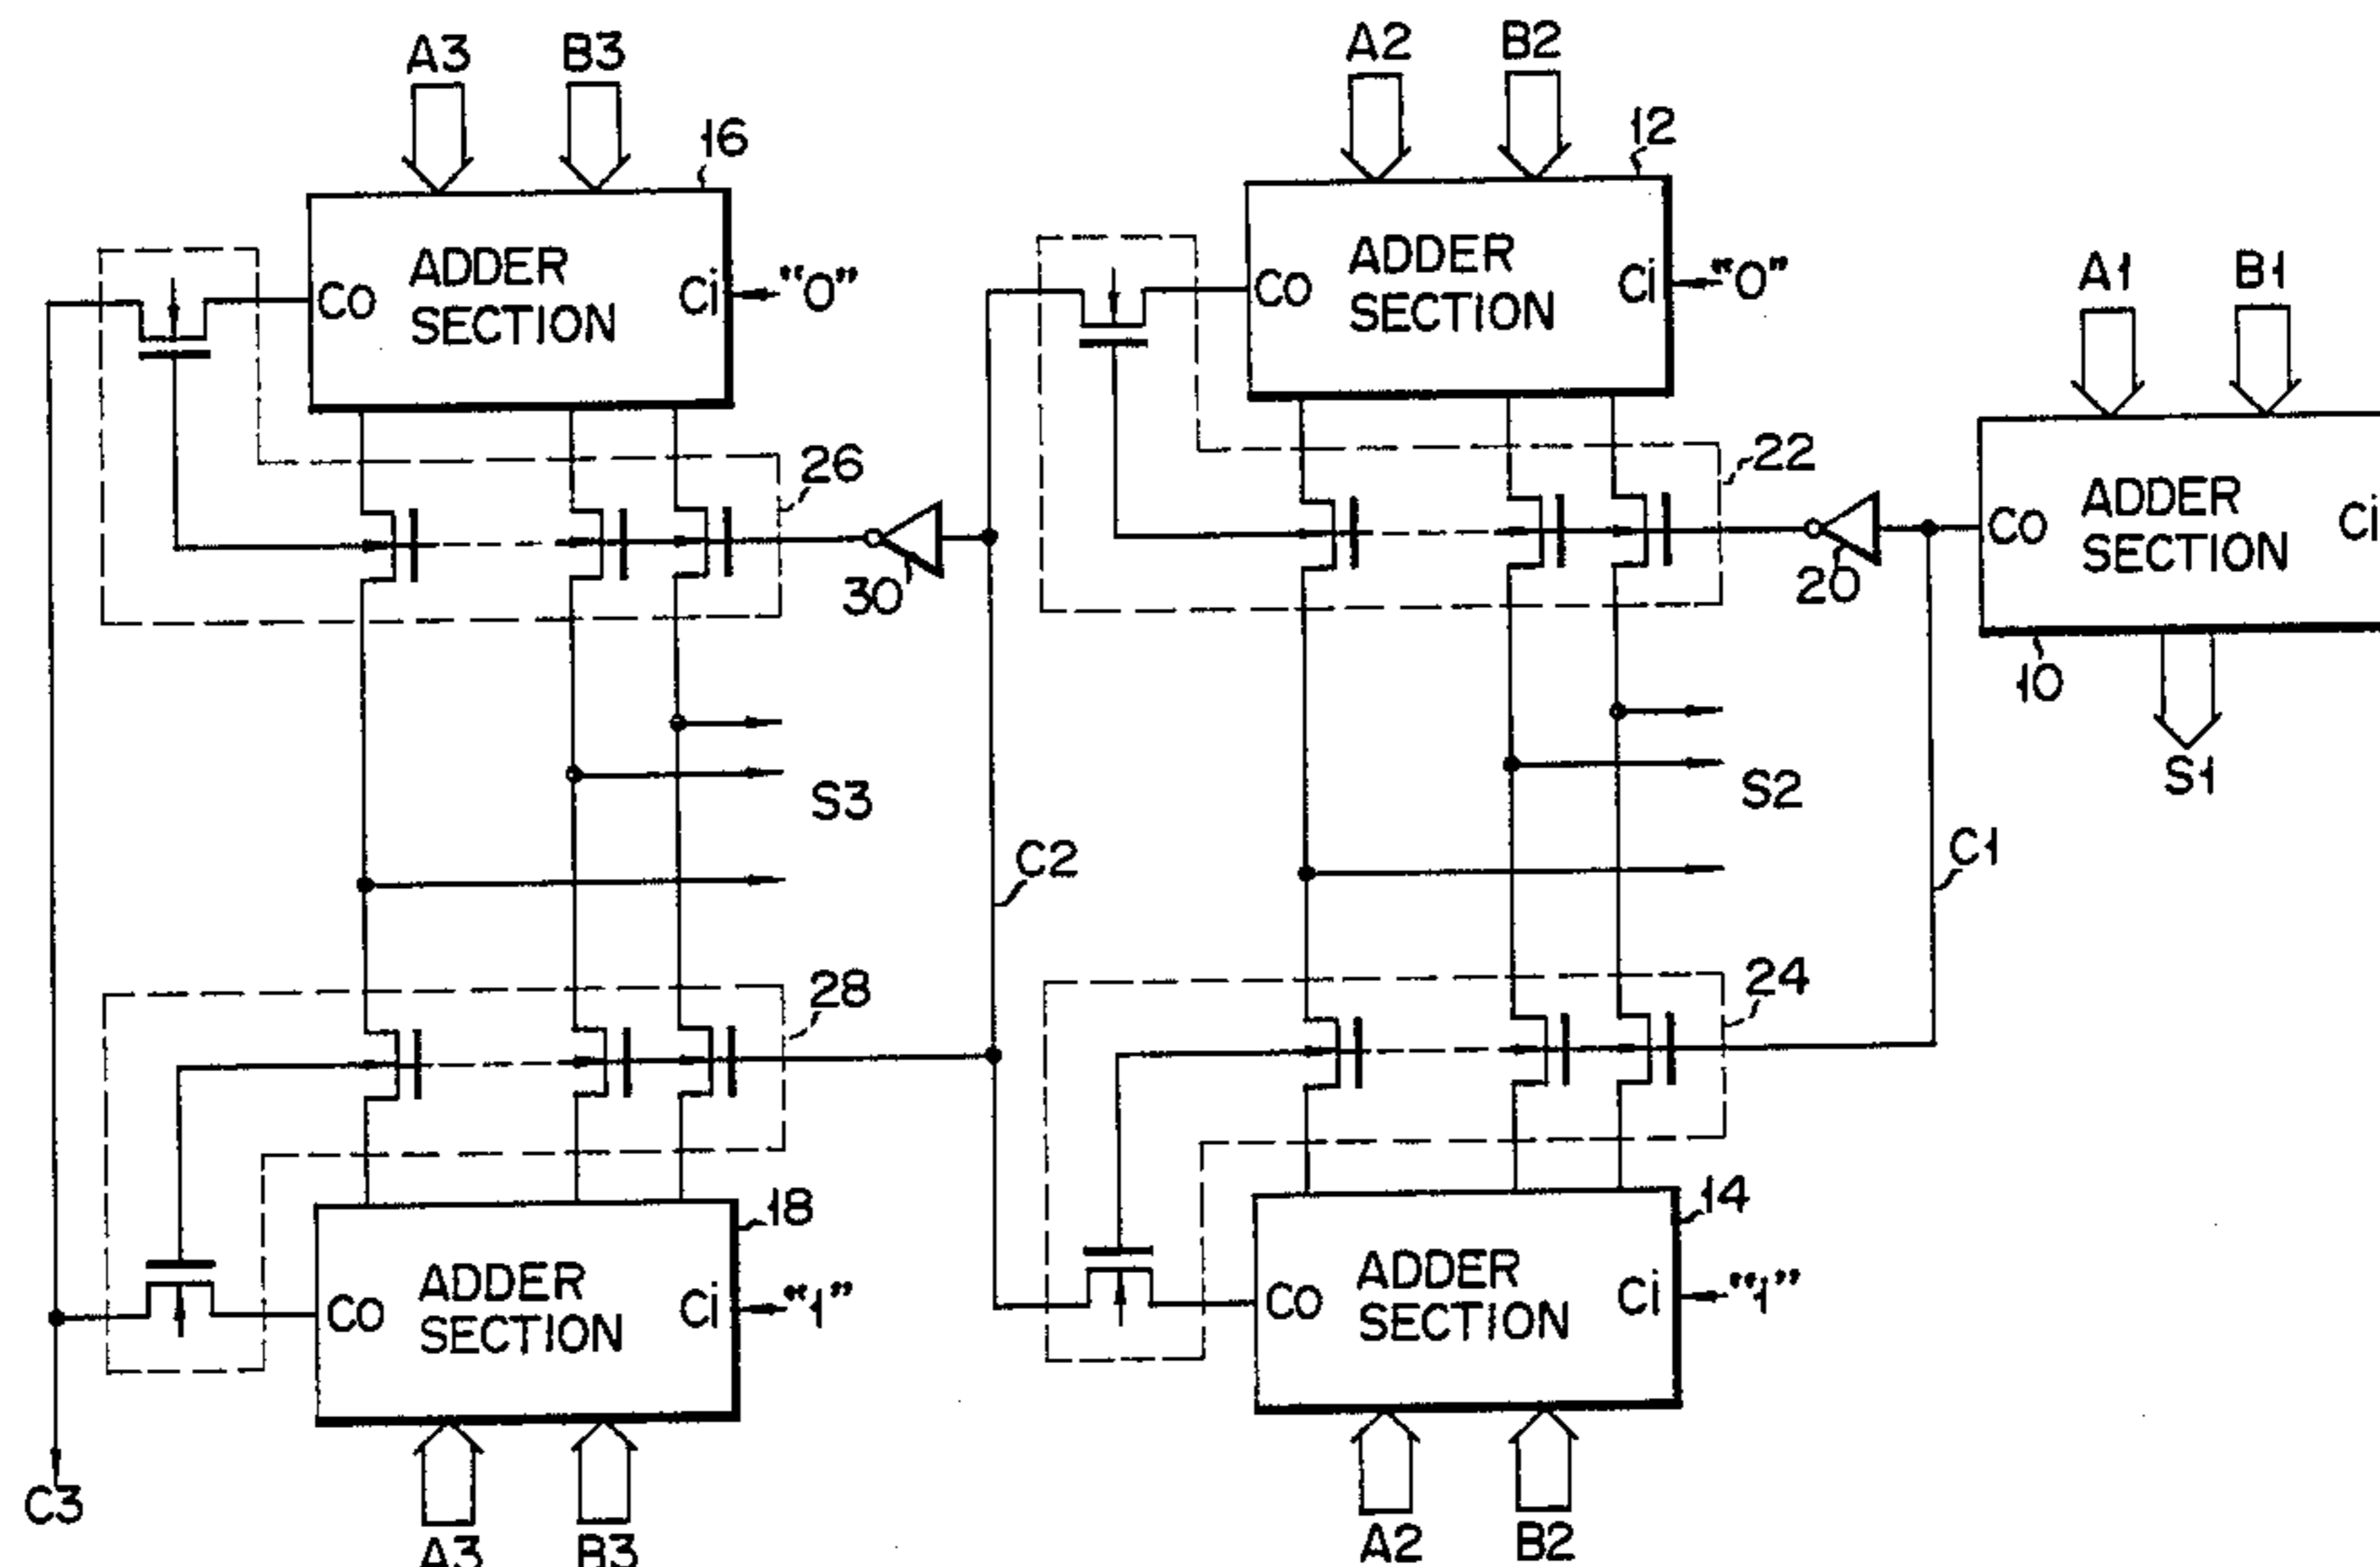 A3 B3 A2 B2
16 12
ADDER SECTION Co Ci "0"
ADDER SECTION Co Ci "0"
A1 B1
26 22
ADDER SECTION Co Ci
30 20
10
S3 S2 S1
C2 C1
28 24
18 14
ADDER SECTION Co Ci "1"
ADDER SECTION Co Ci "1"
C3
A3 B3 A2 B2